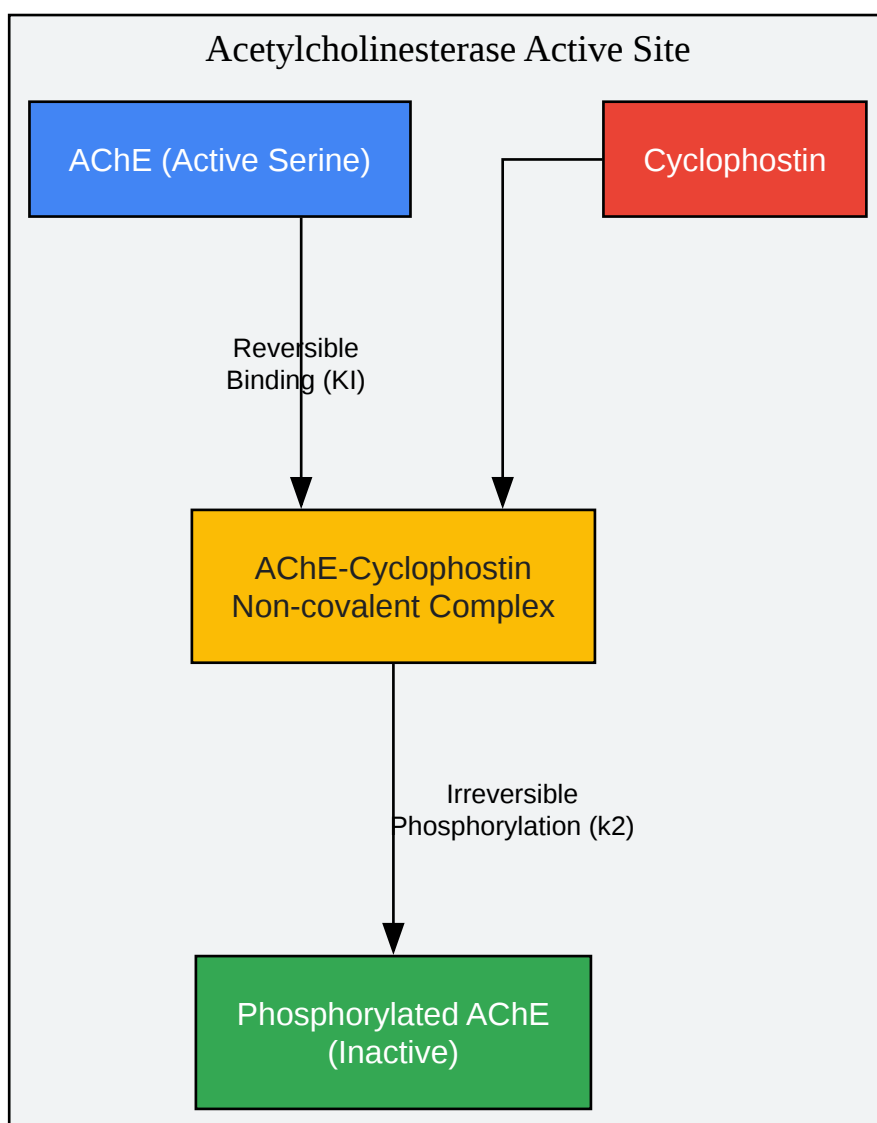 Acetylcholinesterase Active Site
AChE (Active Serine)
Cyclophostin
Reversible
Binding (KI)
AChE-Cyclophostin
Non-covalent Complex
Irreversible
Phosphorylation (k2)
Phosphorylated AChE
(Inactive)